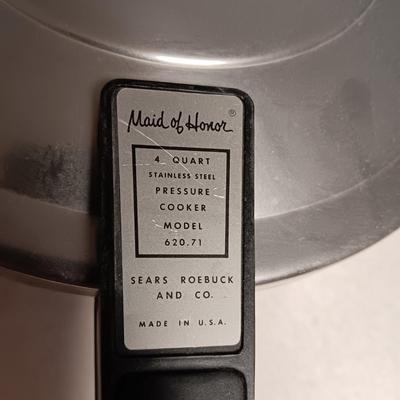 Maid of Honor ®
4 QUART
STAINLESS STEEL
PRESSURE
COOKER
MODEL
620.71
SEARS ROEBUCK
AND CO.
MADE IN U.S.A.